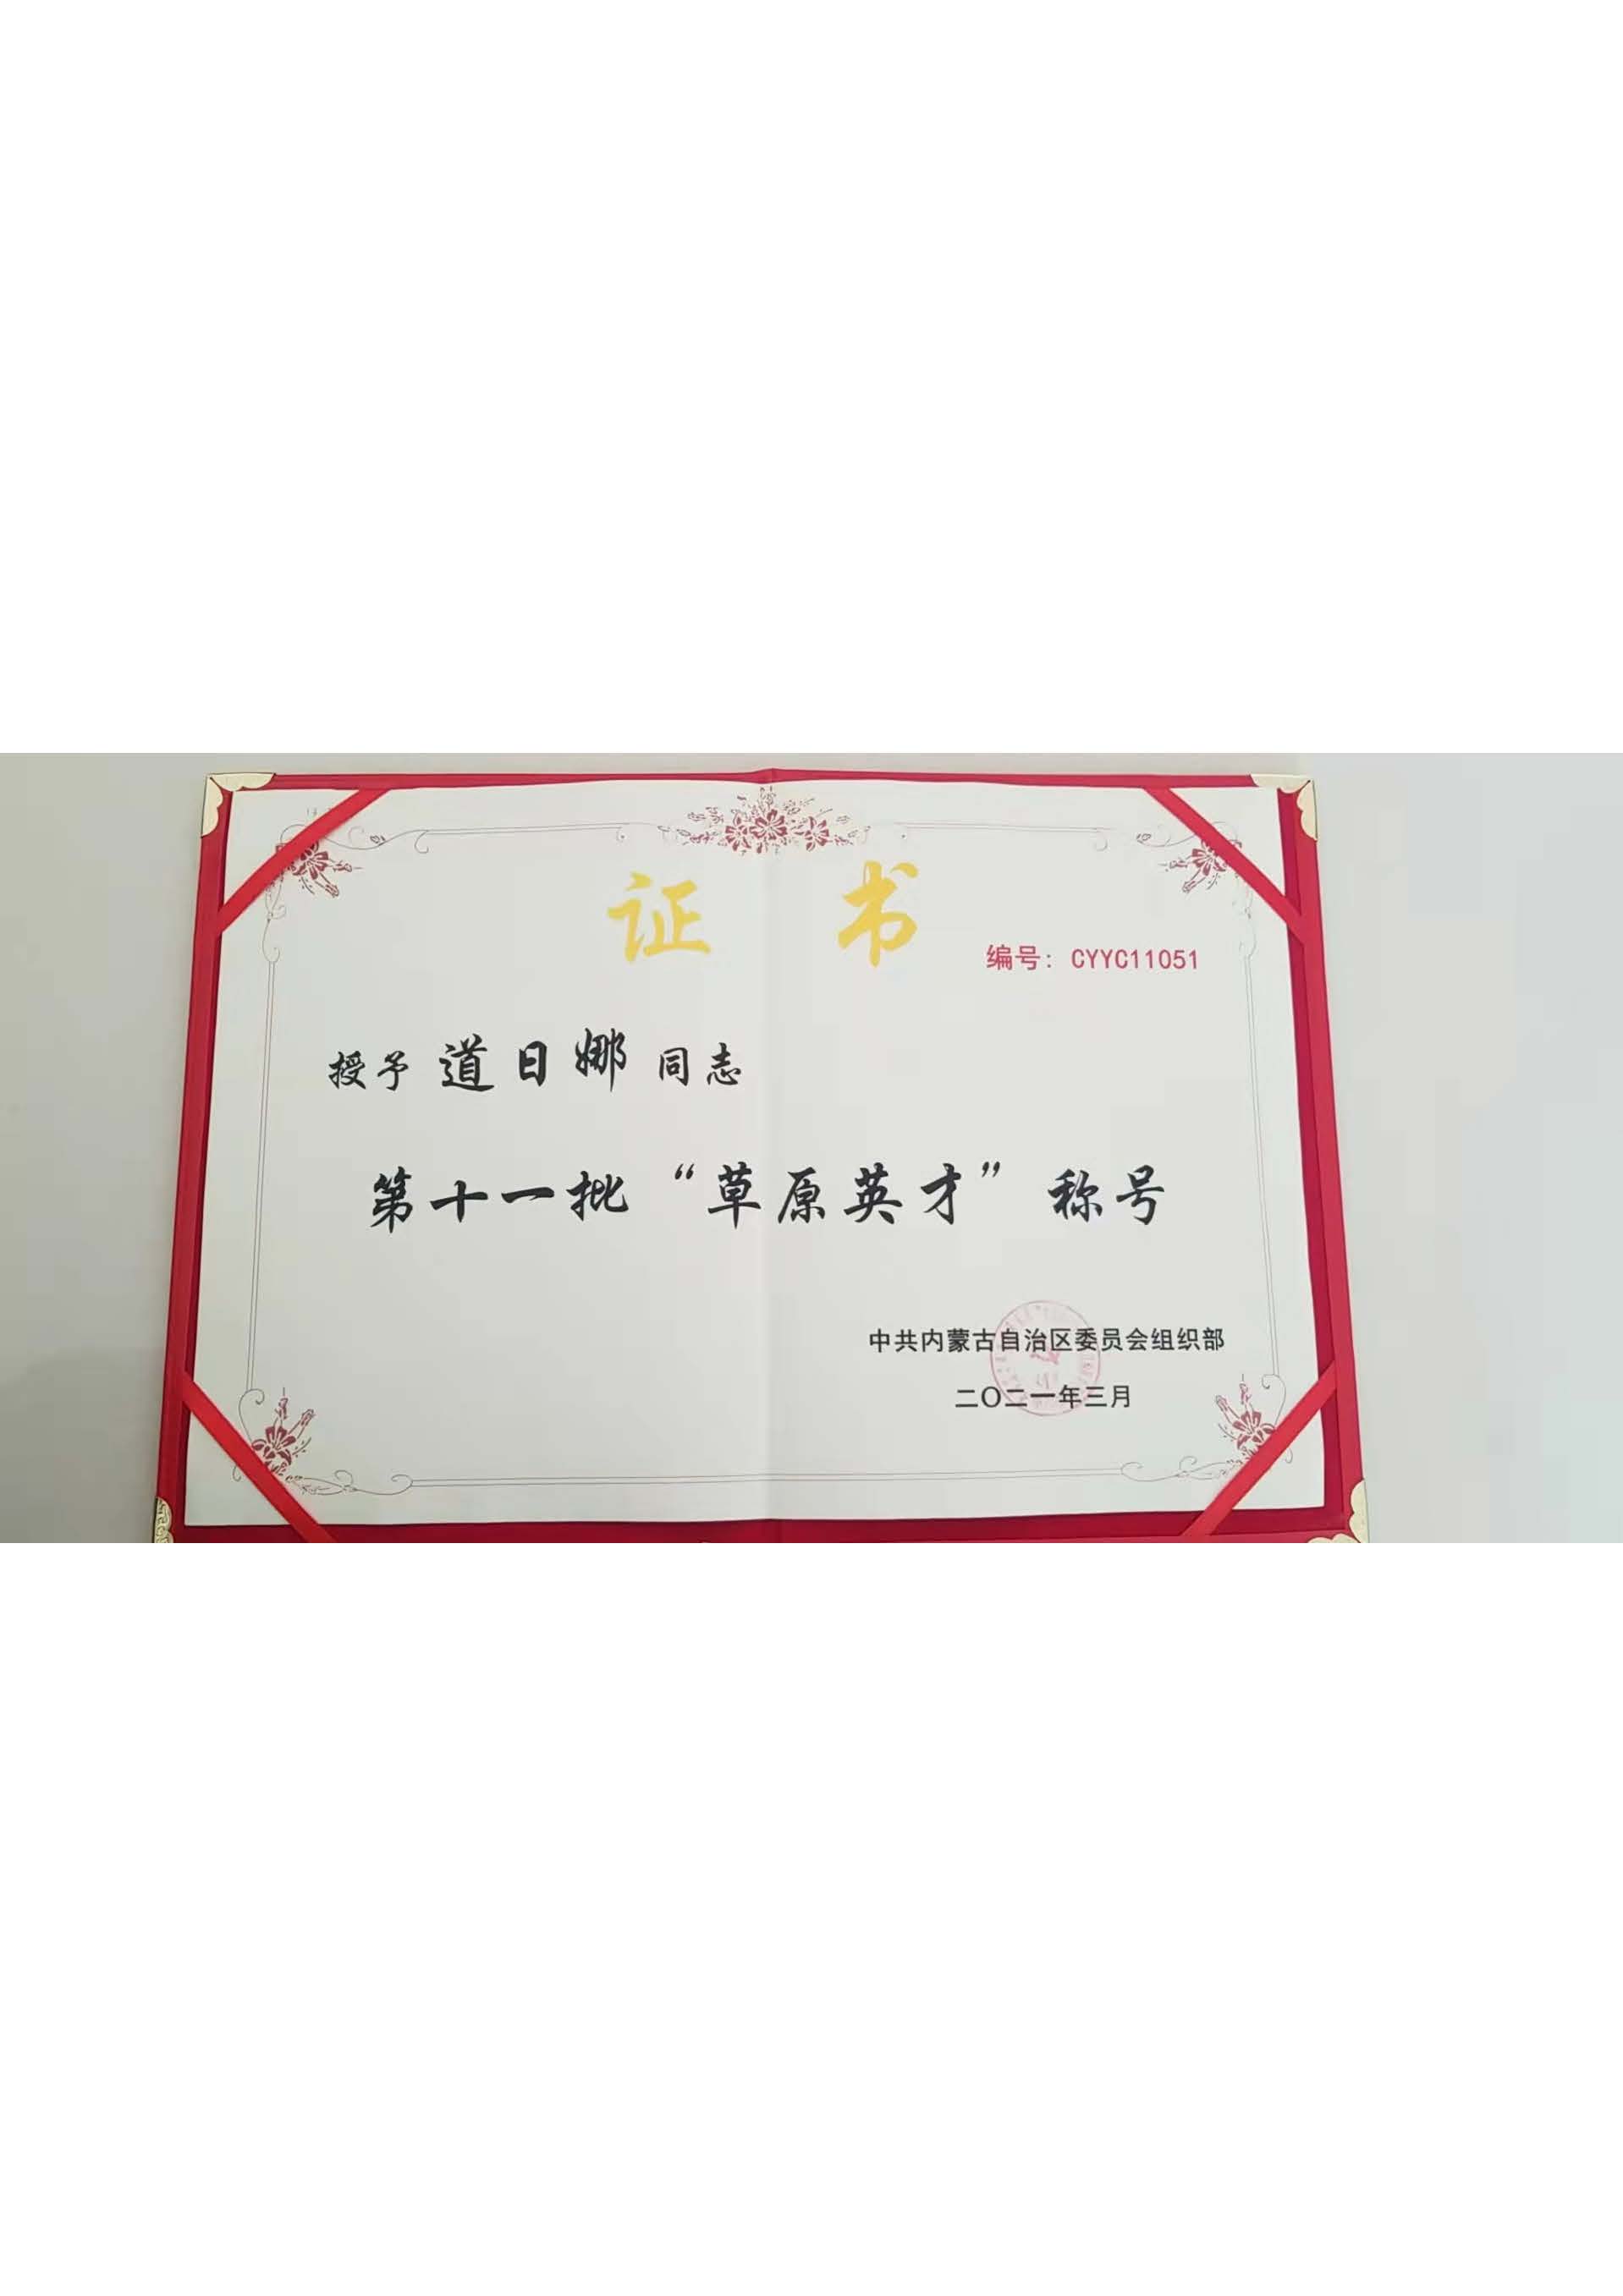 证 书
编号：CYYC11051
授予 道日娜 同志
第十一批 “草原英才” 称号
中共内蒙古自治区委员会组织部
二〇二一年三月